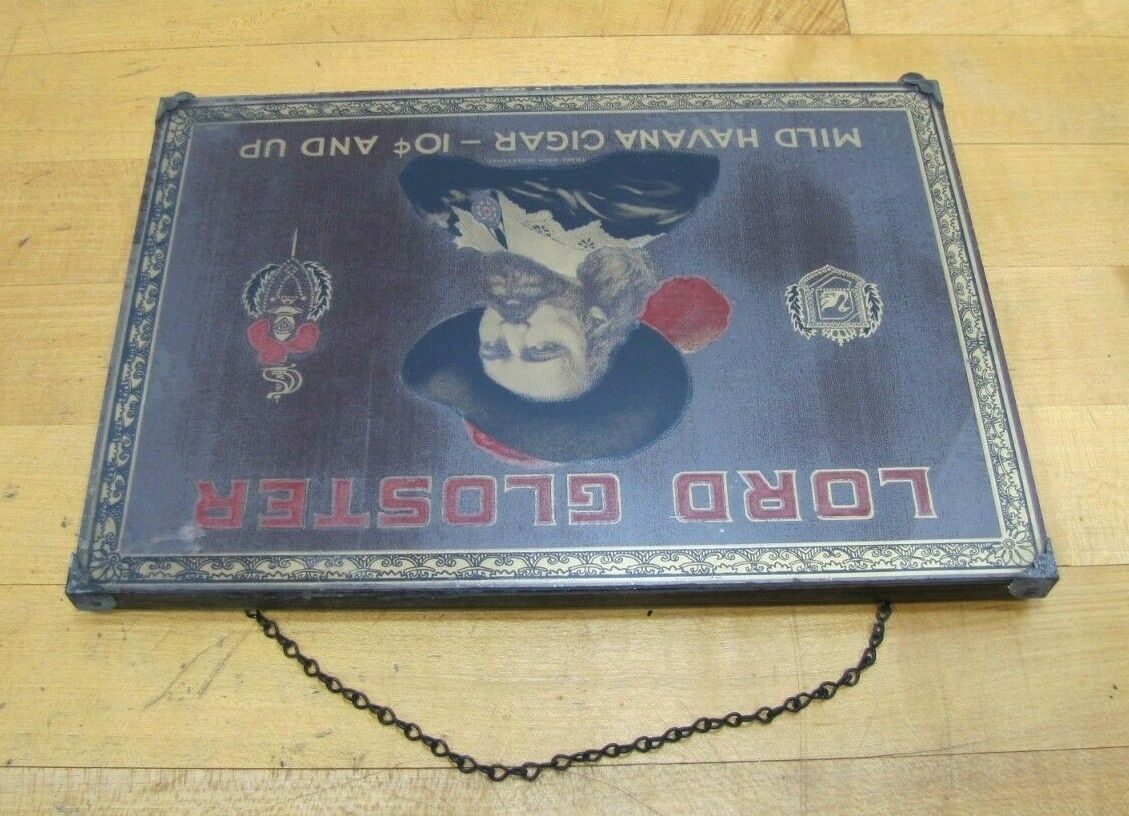 LORD GLOSTER
MILD HAVANA CIGAR – 10¢ AND UP